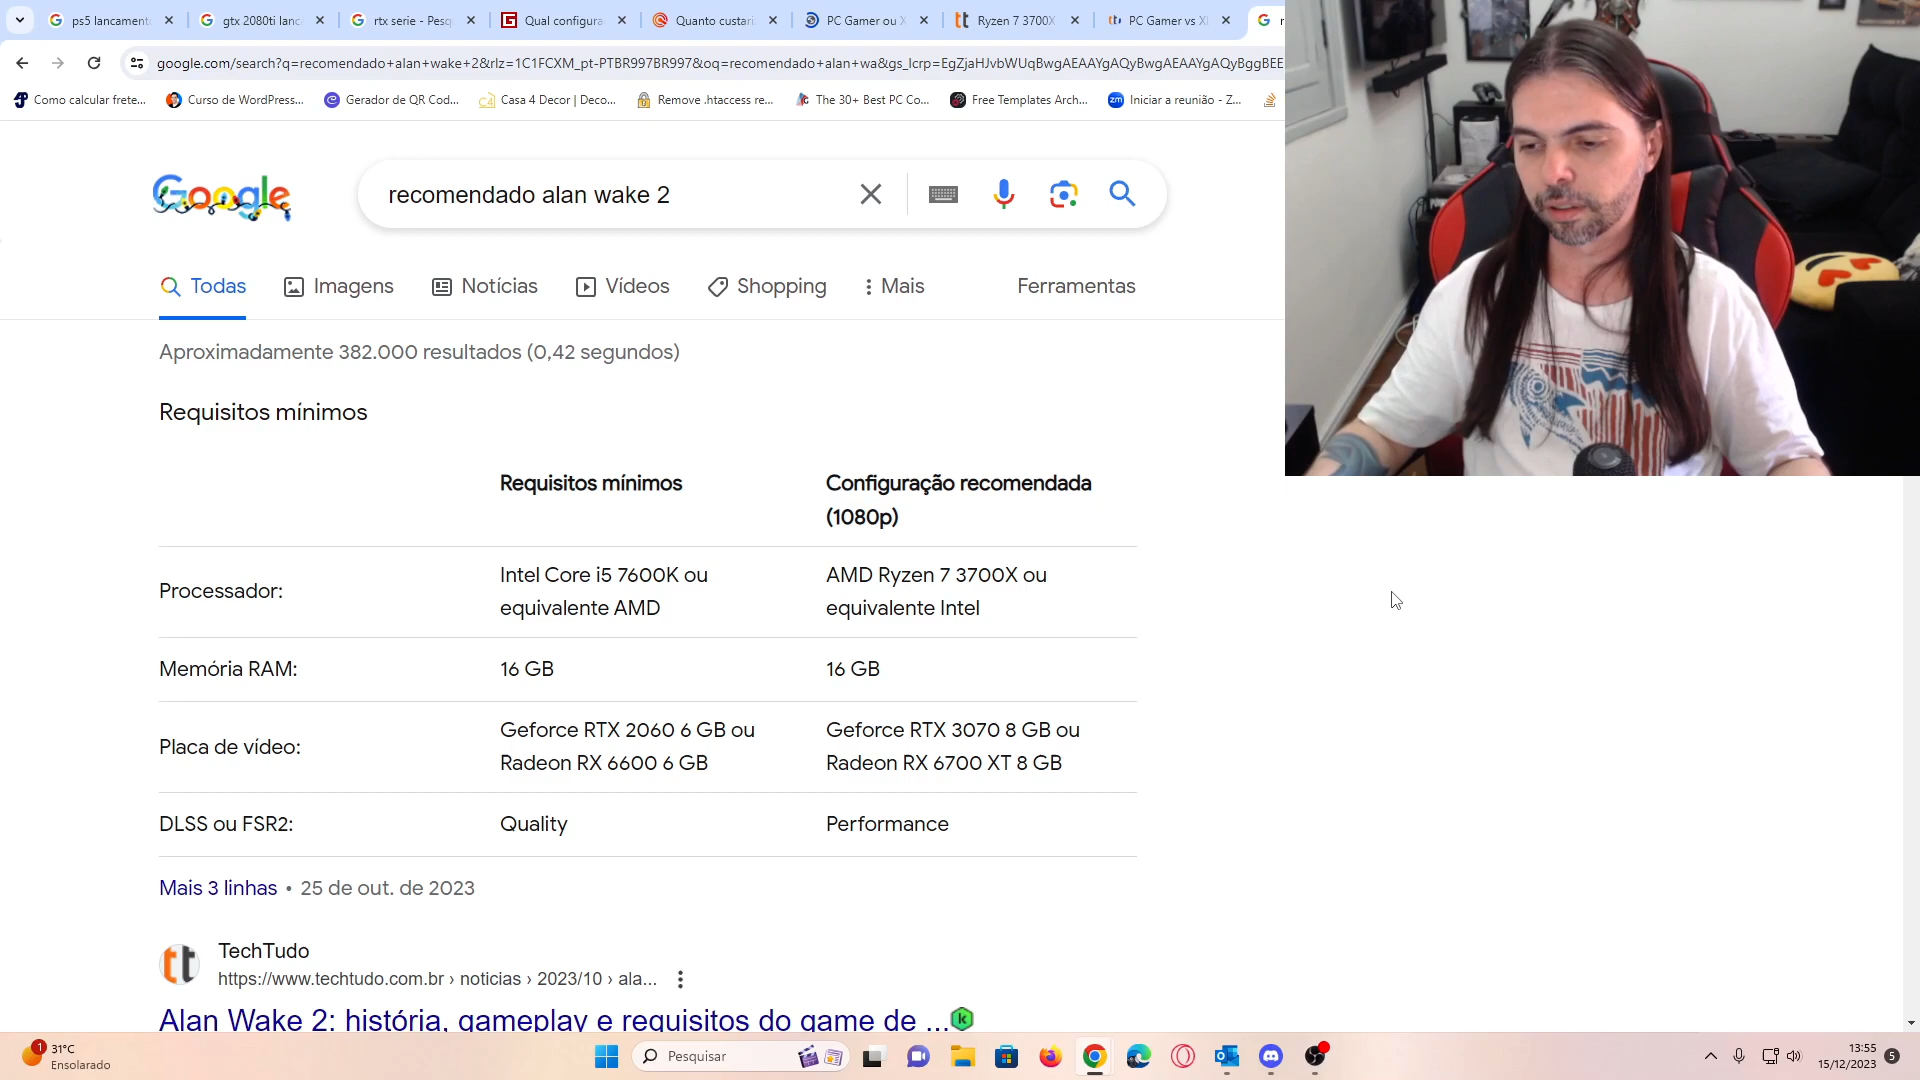 ps5 lancament
gtx 2080ti lanc
rtx serie - Pesq
Qual configura
Quanto custari
PC Gamer ou X
Ryzen 7 3700X
PC Gamer vs X
google.com/search?q=recomendado+alan+wake+2&rlz=1C1FCXM_pt-PTBR997BR997&oq=recomendado+alan+wa&gs_lcrp=EgZjaHJvbWUqBwgAEAAYgAQyBwgAEAAYgAQyBggBEE
Como calcular frete...
Curso de WordPress...
Gerador de QR Cod...
Casa 4 Decor | Deco...
Remove .htaccess re...
The 30+ Best PC Co...
Free Templates Arch...
Iniciar a reunião - Z...
Google
recomendado alan wake 2
Todas
Imagens
Notícias
Vídeos
Shopping
Mais
Ferramentas
Aproximadamente 382.000 resultados (0,42 segundos)
Requisitos mínimos
Requisitos mínimos
Configuração recomendada
(1080p)
Processador:
Intel Core i5 7600K ou
equivalente AMD
AMD Ryzen 7 3700X ou
equivalente Intel
Memória RAM:
16 GB
16 GB
Placa de vídeo:
Geforce RTX 2060 6 GB ou
Radeon RX 6600 6 GB
Geforce RTX 3070 8 GB ou
Radeon RX 6700 XT 8 GB
DLSS ou FSR2:
Quality
Performance
Mais 3 linhas • 25 de out. de 2023
TechTudo
https://www.techtudo.com.br › noticias › 2023/10 › ala...
Alan Wake 2: história, gameplay e requisitos do game de ...
1
31°C
Ensolarado
Pesquisar
13:55
15/12/2023
5